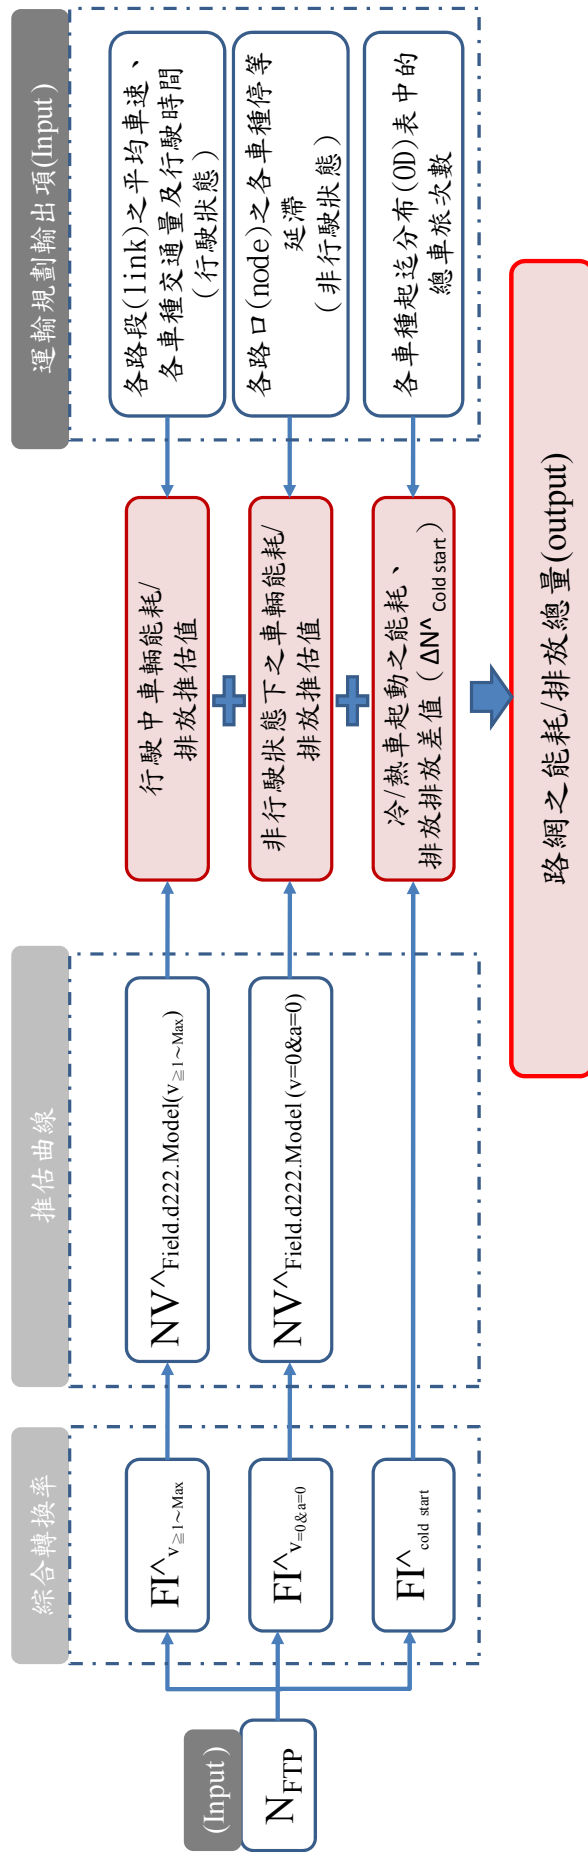 (Input)
N_FTP
綜合轉換率
FI^_v≧1~Max
FI^_v=0&a=0
FI^_cold start
推估曲線
NV^_Field.d222.Model(v≧1~Max)
NV^_Field.d222.Model (v=0&a=0)
行駛中車輛能耗/
排放推估值
非行駛狀態下之車輛能耗/
排放推估值
冷/熱車起動之能耗、
排放排放差值（ΔN^_Cold start）
運輸規劃輸出項(Input)
各路段(link)之平均車速、
各車種交通量及行駛時間
（行駛狀態）
各路口(node)之各車種停等
延滯
（非行駛狀態）
各車種起迄分布(OD)表中的
總車旅次數
路網之能耗/排放總量(output)